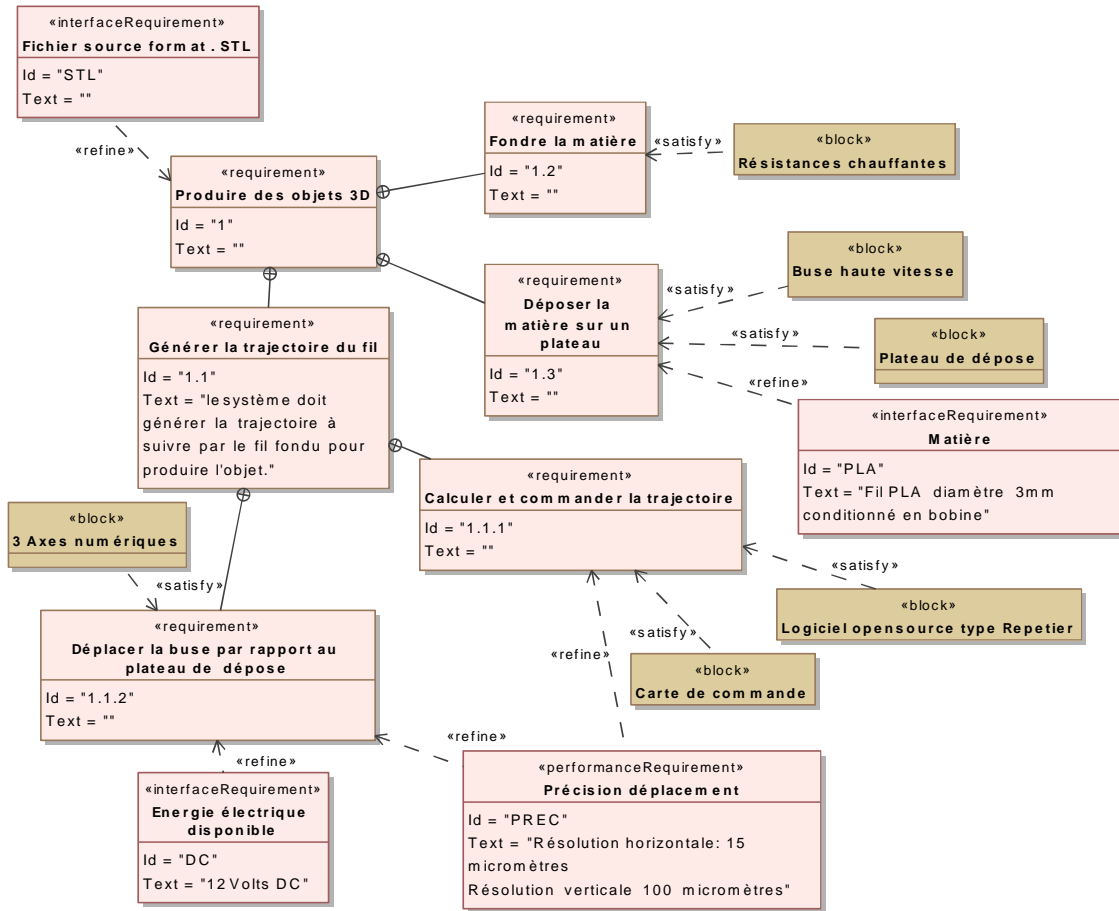 «interfaceRequirement»
Fichier source format . STL
Id = "STL"
Text = ""
«refine»
«requirement»
Produire des objets 3D
Id = "1"
Text = ""
«requirement»
Fondre la matière
Id = "1.2"
Text = ""
«satisfy»
«block»
Résistances chauffantes
«requirement»
Déposer la
matière sur un
plateau
Id = "1.3"
Text = ""
«satisfy»
«block»
Buse haute vitesse
«satisfy»
«block»
Plateau de dépose
«refine»
«interfaceRequirement»
Matière
Id = "PLA"
Text = "Fil PLA diamètre 3mm
conditionné en bobine"
«requirement»
Générer la trajectoire du fil
Id = "1.1"
Text = "le système doit
générer la trajectoire à
suivre par le fil fondu pour
produire l'objet."
«requirement»
Calculer et commander la trajectoire
Id = "1.1.1"
Text = ""
«satisfy»
«block»
Logiciel opensource type Repetier
«satisfy»
«block»
Carte de commande
«refine»
«block»
3 Axes numériques
«satisfy»
«requirement»
Déplacer la buse par rapport au
plateau de dépose
Id = "1.1.2"
Text = ""
«refine»
«interfaceRequirement»
Energie électrique
disponible
Id = "DC"
Text = "12 Volts DC"
«refine»
«performanceRequirement»
Précision déplacement
Id = "PREC"
Text = "Résolution horizontale: 15
micromètres
Résolution verticale 100 micromètres"